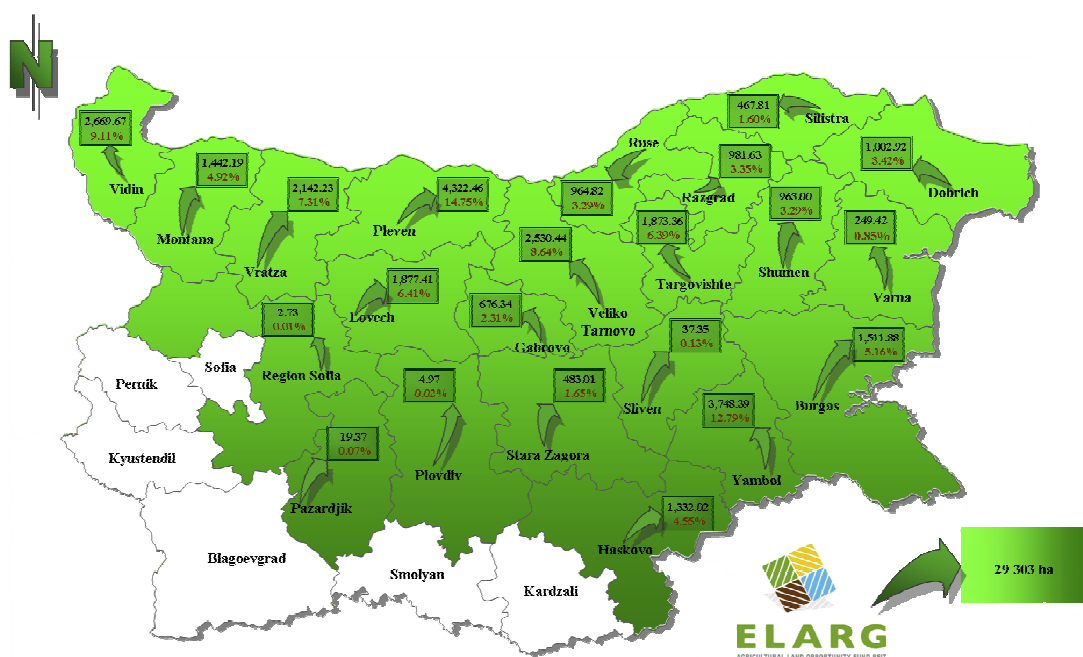 N
467.81
1.60%
Silistra
2,669.67
9.11%
Vidin
Ruse
1,002.92
3.42%
Dobrich
981.63
3.35%
Razgrad
1,442.19
4.92%
Montana
2,142.23
7.31%
Vratza
4,322.46
14.75%
Pleven
964.82
3.29%
963.00
3.29%
Shumen
1,873.36
6.39%
Targovishte
249.42
0.85%
Varna
2,530.44
8.64%
Veliko
Tarnovo
1,877.41
6.41%
Lovech
676.34
2.31%
Gabrovo
2.73
0.01%
Region Sofia
37.35
0.13%
Sliven
1,511.88
5.16%
Burgas
Sofia
Pernik
4.97
0.02%
Plovdiv
483.01
1.65%
Stara Zagora
3,748.39
12.79%
Yambol
19.37
0.07%
Pazardjik
Kyustendil
1,332.02
4.55%
Haskovo
Blagoevgrad
Smolyan
Kardzali
29 303 ha
ELARG
AGRICULTURAL LAND OPPORTUNITY FUND REIT